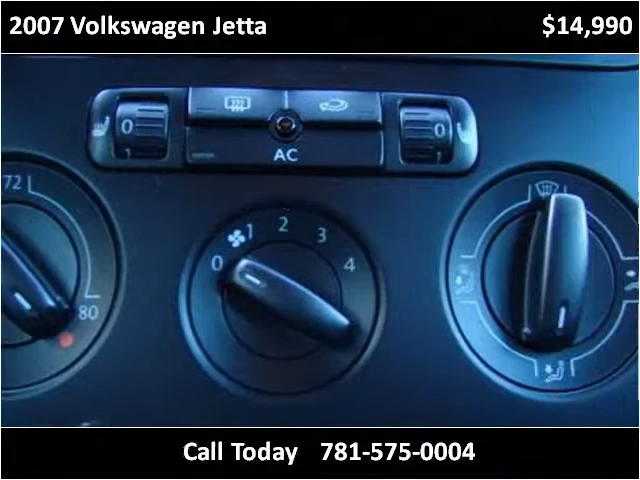 2007 Volkswagen Jetta $14,990
0 0
1 1
AC
72
1 2 3
0 4
80
Call Today 781-575-0004